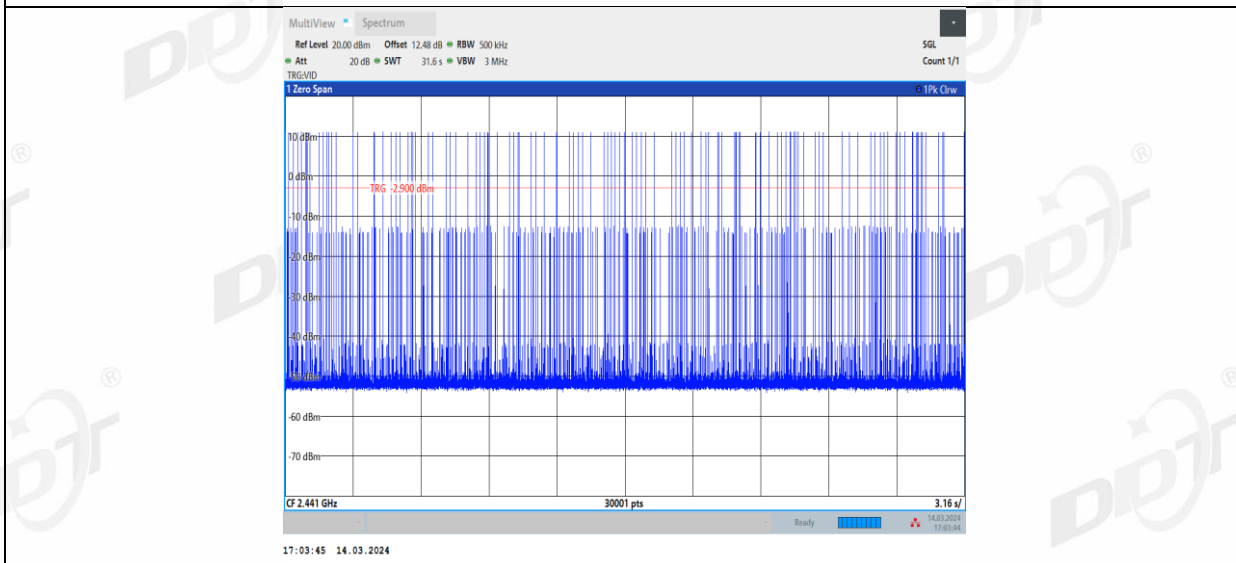 MultiView Spectrum
Ref Level 20.00 dBm Offset 12.48 dB RBW 500 kHz SGL
Att 20 dB SWT 31.6 s VBW 3 MHz Count 1/1
TRG:VID
1 Zero Span 1Pk Clrw
10 dBm
0 dBm
TRG -2.900 dBm
-10 dBm
-20 dBm
-30 dBm
-40 dBm
-50 dBm
-60 dBm
-70 dBm
CF 2.441 GHz 30001 pts 3.16 s/
Ready 14.03.2024
17:03:44
17:03:45 14.03.2024
DDT
®